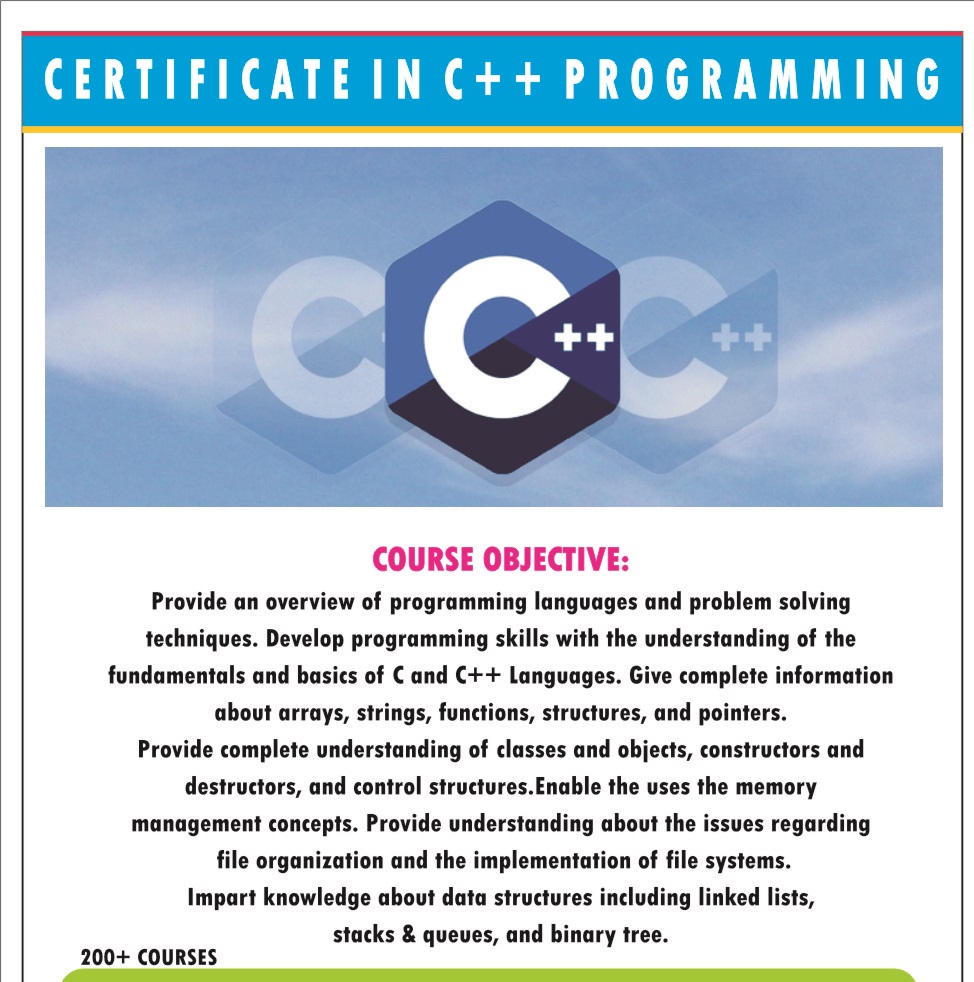 CERTIFICATE IN C++ PROGRAMMING
C ++ C ++ C ++
COURSE OBJECTIVE:
Provide an overview of programming languages and problem solving
techniques. Develop programming skills with the understanding of the
fundamentals and basics of C and C++ Languages. Give complete information
about arrays, strings, functions, structures, and pointers.
Provide complete understanding of classes and objects, constructors and
destructors, and control structures.Enable the uses the memory
management concepts. Provide understanding about the issues regarding
file organization and the implementation of file systems.
Impart knowledge about data structures including linked lists,
stacks & queues, and binary tree.
200+ COURSES